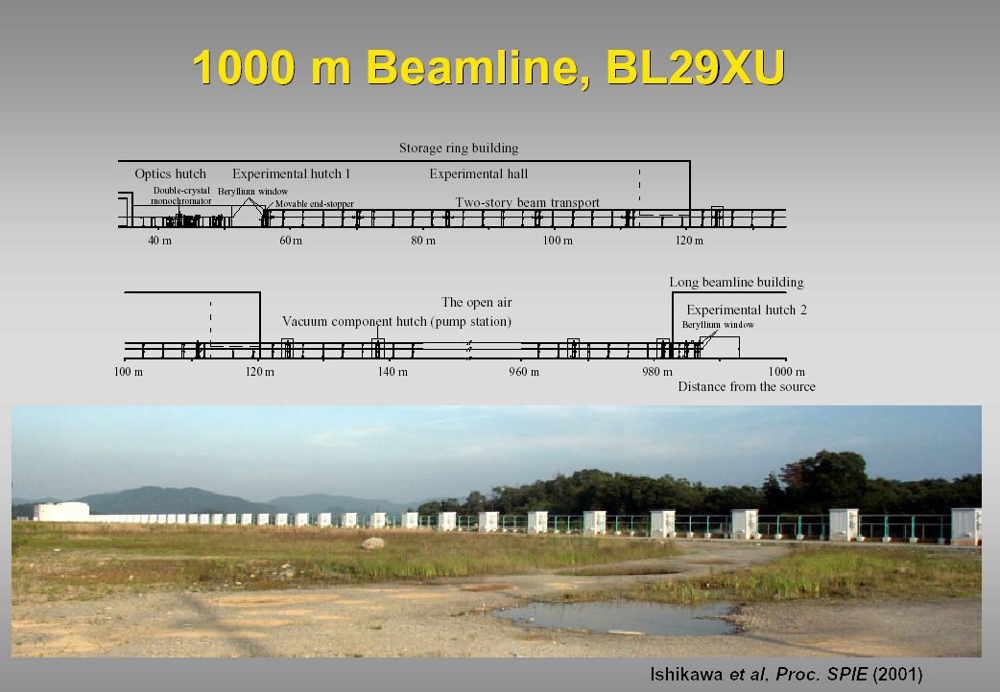 1000 m Beamline, BL29XU
Storage ring building
Optics hutch
Experimental hutch 1
Experimental hall
Double-crystal
monochromator
Beryllium window
Movable end-stopper
Two-story beam transport
40 m
60 m
80 m
100 m
120 m
Long beamline building
The open air
Experimental hutch 2
Vacuum component hutch (pump station)
Beryllium window
100 m
120 m
140 m
960 m
980 m
1000 m
Distance from the source
Ishikawa et al, Proc. SPIE (2001)